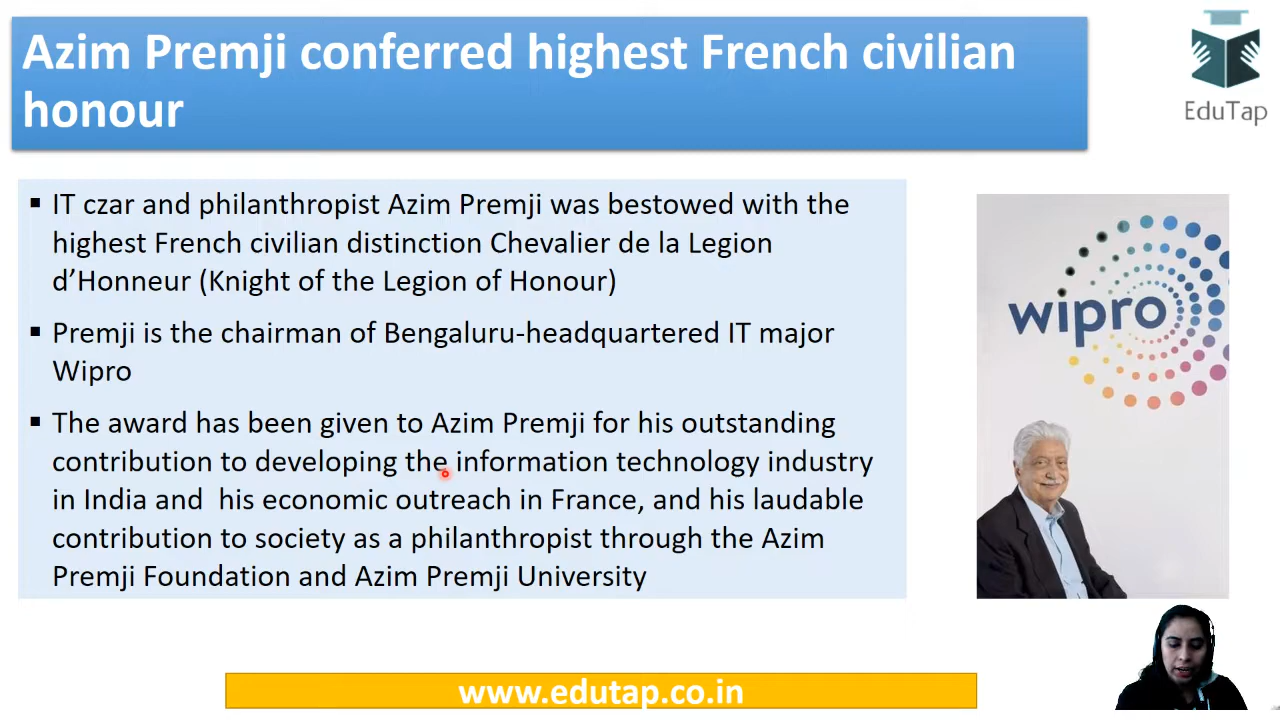 Azim Premji conferred highest French civilian
honour
EduTap
▪ IT czar and philanthropist Azim Premji was bestowed with the
highest French civilian distinction Chevalier de la Legion
d’Honneur (Knight of the Legion of Honour)
▪ Premji is the chairman of Bengaluru-headquartered IT major
Wipro
▪ The award has been given to Azim Premji for his outstanding
contribution to developing the information technology industry
in India and his economic outreach in France, and his laudable
contribution to society as a philanthropist through the Azim
Premji Foundation and Azim Premji University
wipro
www.edutap.co.in